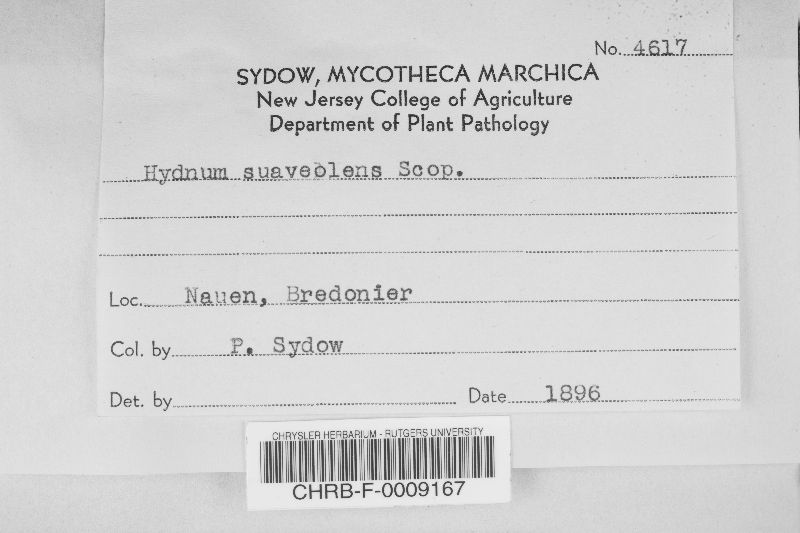 No. 4617
SYDOW, MYCOTHECA MARCHICA
New Jersey College of Agriculture
Department of Plant Pathology
Hydnum suaveolens Scop.
Loc. Nauen, Bredonier
Col. by P. Sydow
Det. by Date 1896
CHRYSLER HERBARIUM - RUTGERS UNIVERSITY
CHRB-F-0009167